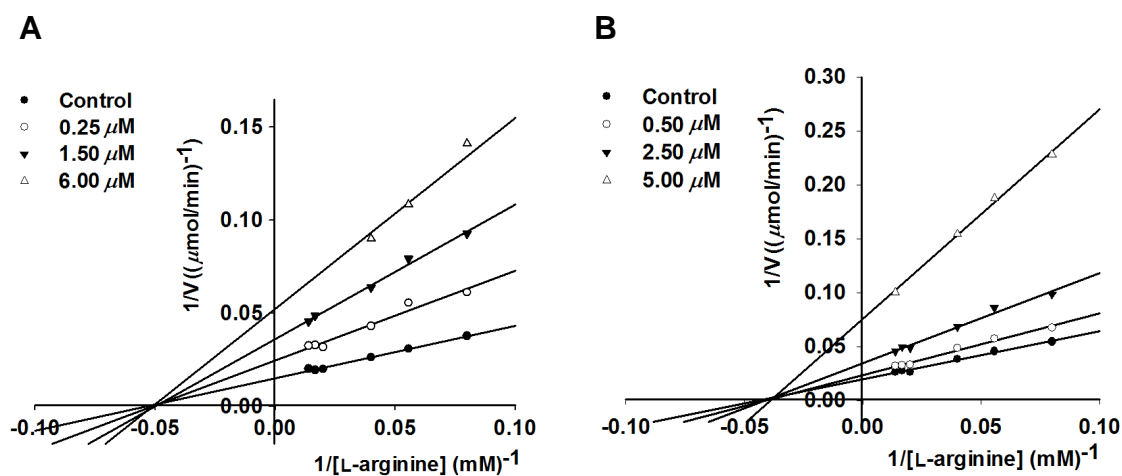 A
Control
0.25 μM
1.50 μM
6.00 μM
1/V ((μmol/min)⁻¹
0.15
0.10
0.05
0.00
-0.10
-0.05
0.00
0.05
0.10
1/[L-arginine] (mM)⁻¹
B
Control
0.50 μM
2.50 μM
5.00 μM
1/V ((μmol/min)⁻¹
0.30
0.25
0.20
0.15
0.10
0.05
0.00
-0.10
-0.05
0.00
0.05
0.10
1/[L-arginine] (mM)⁻¹